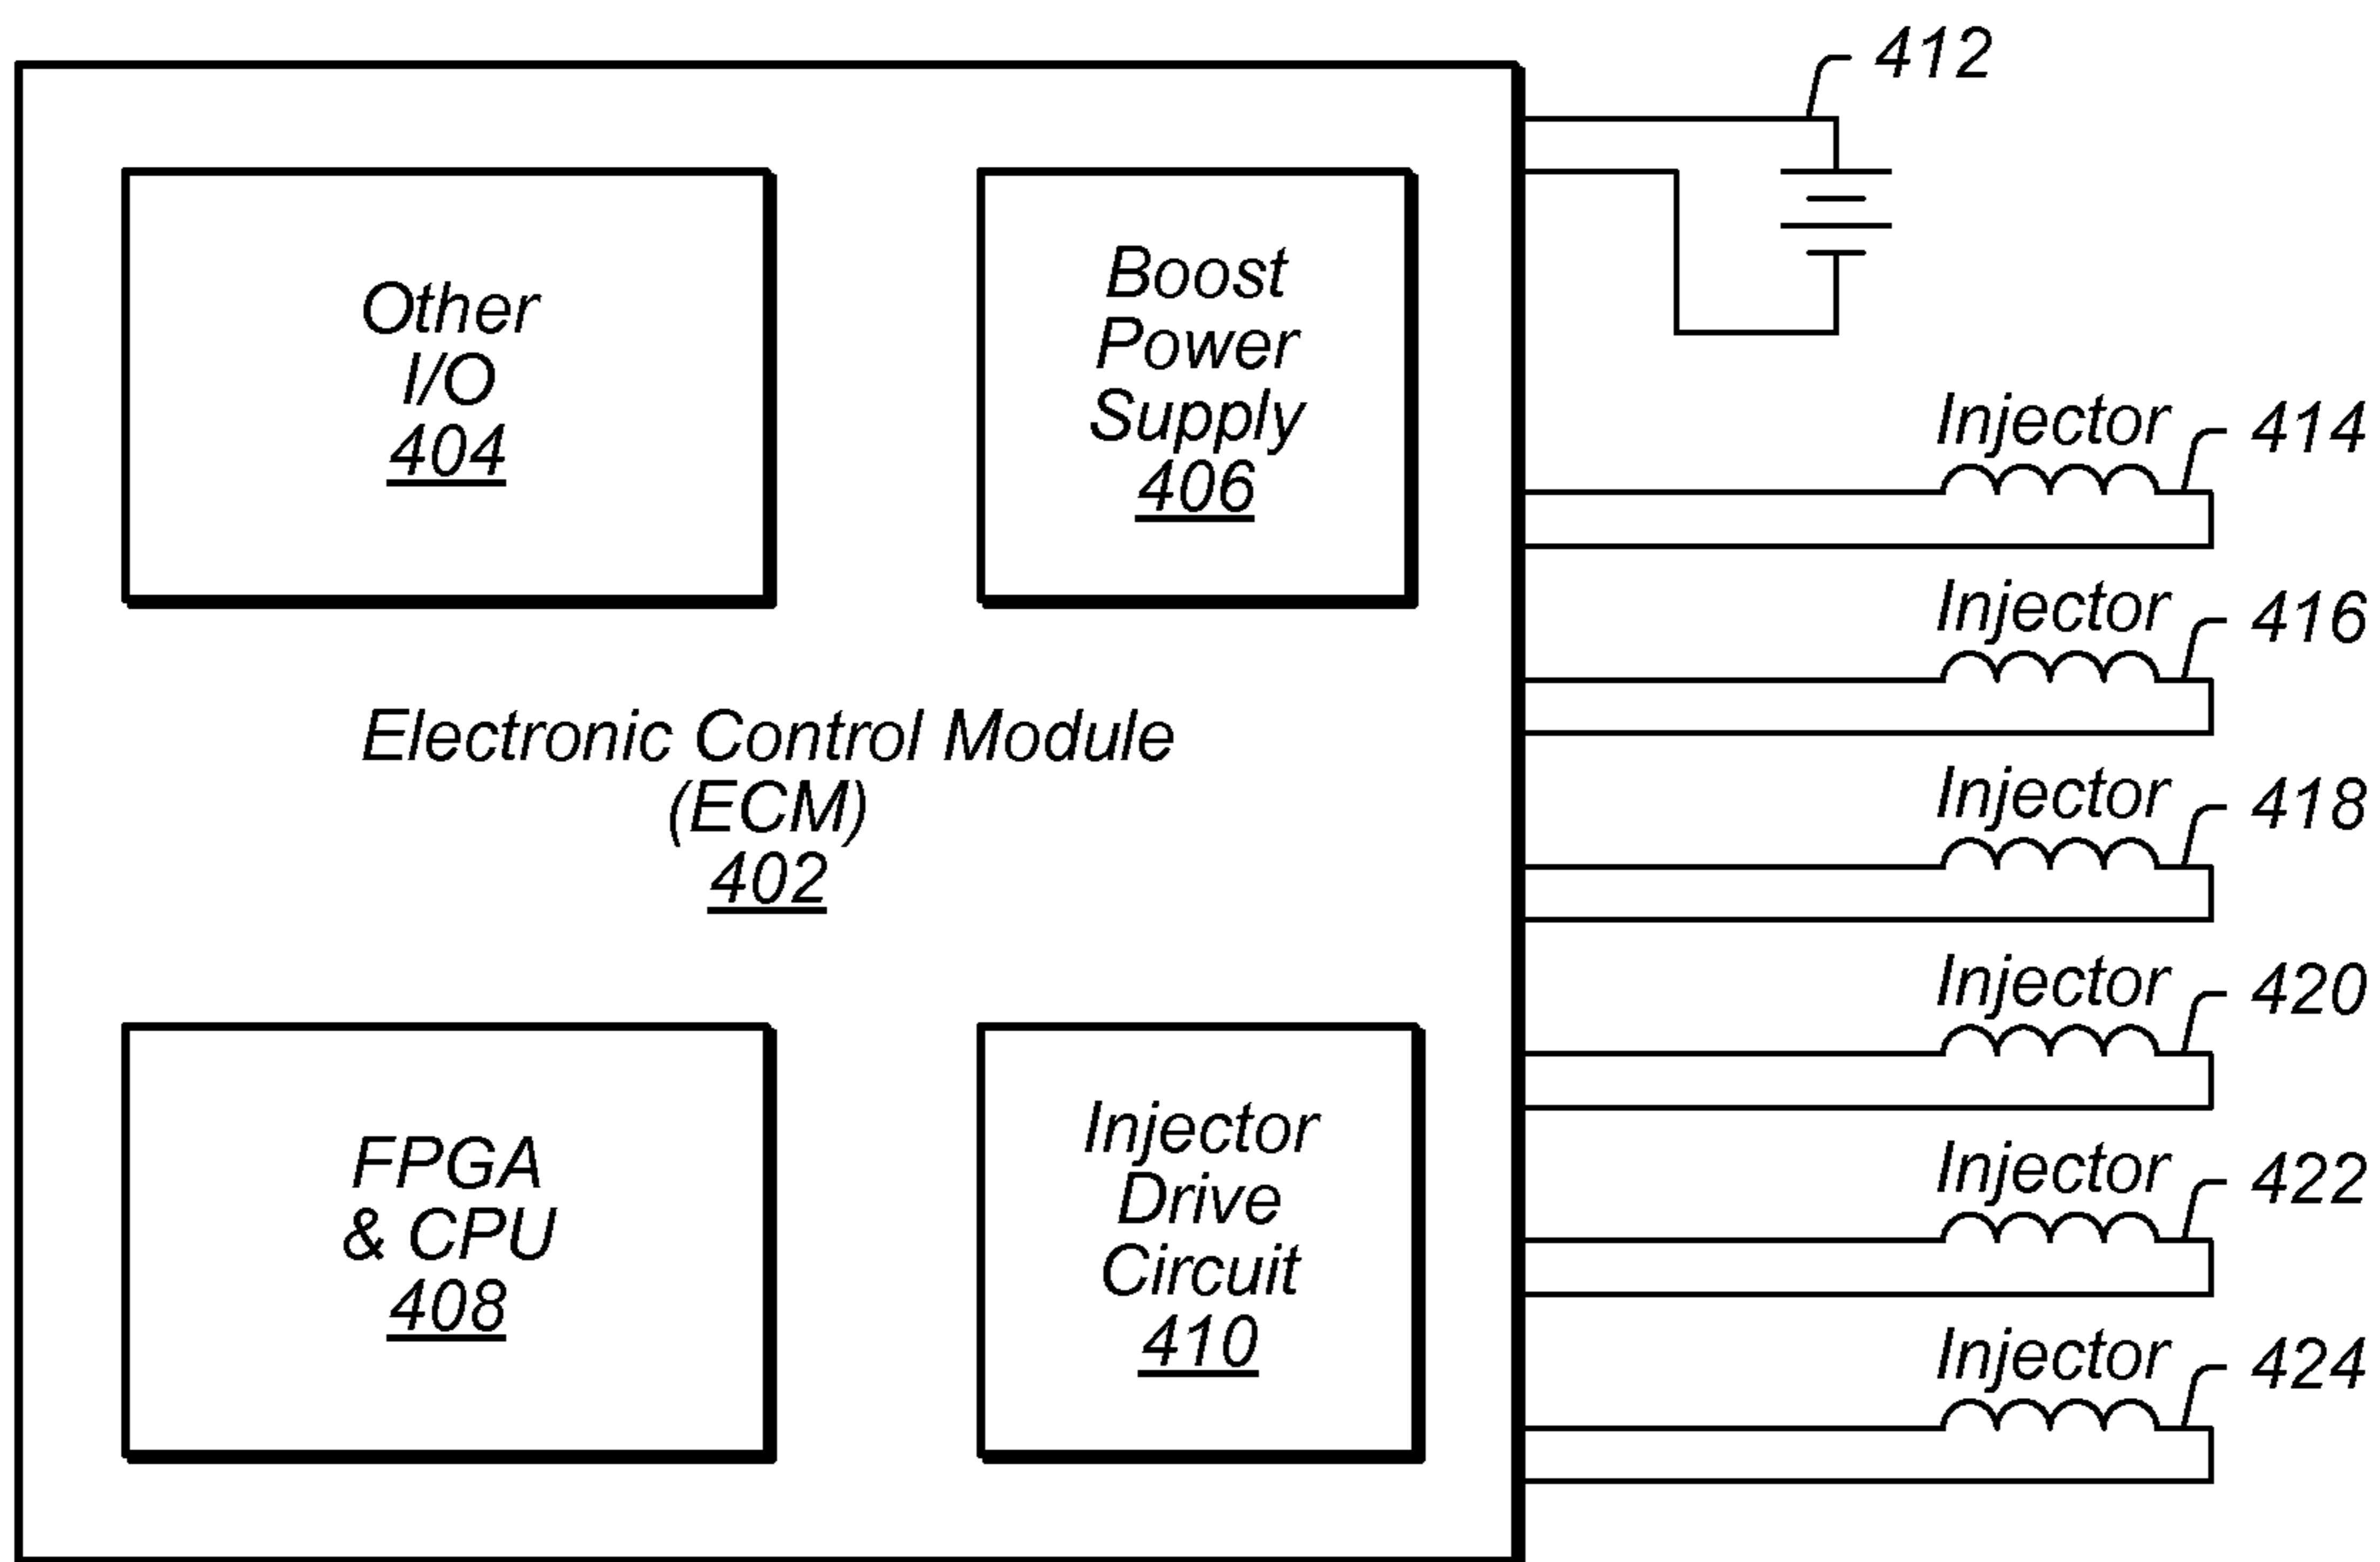 412
Other
I/O
404
Boost
Power
Supply
406
Injector 414
Injector 416
Electronic Control Module
(ECM)
402
Injector 418
Injector 420
FPGA
& CPU
408
Injector
Drive
Circuit
410
Injector 422
Injector 424